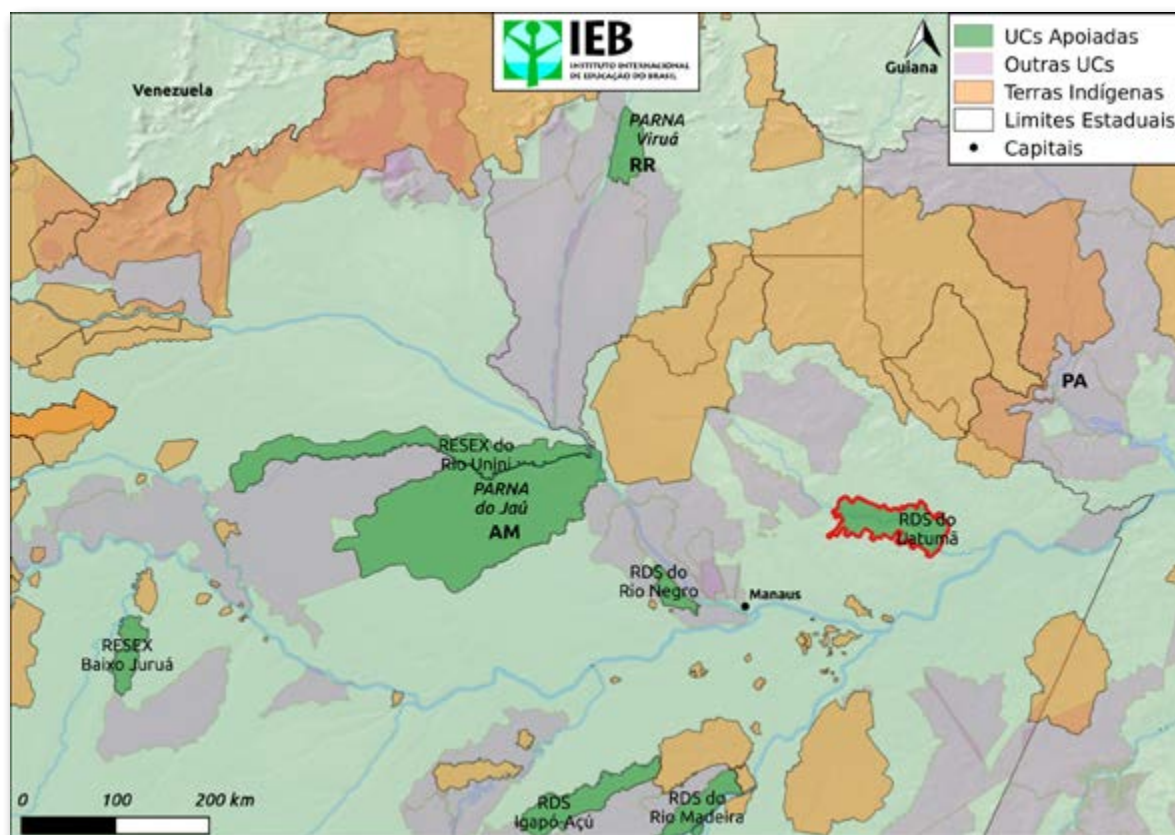 IEB
INSTITUTO INTERNACIONAL
DE EDUCAÇÃO DO BRASIL
Guiana
UCs Apoiadas
Outras UCs
Terras Indígenas
Limites Estaduais
Capitais
Venezuela
PARNA
Viruá
RR
PA
RESEX do
Rio Unini
PARNA
do Jaú
AM
RDS do
Uatumã
RDS do
Rio Negro
Manaus
RESEX
Baixo Juruá
RDS
Igapó-Açú
RDS do
Rio Madeira
0 100 200 km